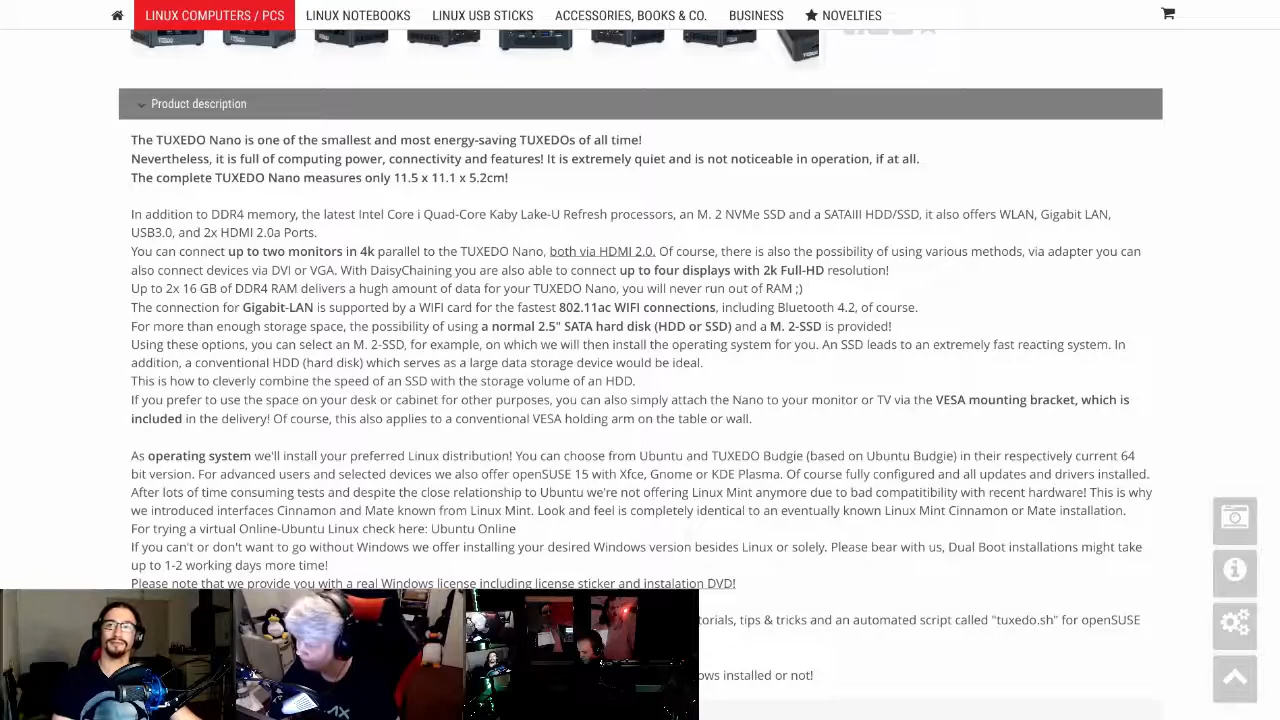 LINUX COMPUTERS / PCS LINUX NOTEBOOKS LINUX USB STICKS ACCESSORIES, BOOKS & CO. BUSINESS NOVELTIES
Product description
The TUXEDO Nano is one of the smallest and most energy-saving TUXEDOs of all time!
Nevertheless, it is full of computing power, connectivity and features! It is extremely quiet and is not noticeable in operation, if at all.
The complete TUXEDO Nano measures only 11.5 x 11.1 x 5.2cm!
In addition to DDR4 memory, the latest Intel Core i Quad-Core Kaby Lake-U Refresh processors, an M. 2 NVMe SSD and a SATAIII HDD/SSD, it also offers WLAN, Gigabit LAN,
USB3.0, and 2x HDMI 2.0a Ports.
You can connect up to two monitors in 4k parallel to the TUXEDO Nano, both via HDMI 2.0. Of course, there is also the possibility of using various methods, via adapter you can
also connect devices via DVI or VGA. With DaisyChaining you are also able to connect up to four displays with 2k Full-HD resolution!
Up to 2x 16 GB of DDR4 RAM delivers a hugh amount of data for your TUXEDO Nano, you will never run out of RAM ;)
The connection for Gigabit-LAN is supported by a WIFI card for the fastest 802.11ac WIFI connections, including Bluetooth 4.2, of course.
For more than enough storage space, the possibility of using a normal 2.5" SATA hard disk (HDD or SSD) and a M. 2-SSD is provided!
Using these options, you can select an M. 2-SSD, for example, on which we will then install the operating system for you. An SSD leads to an extremely fast reacting system. In
addition, a conventional HDD (hard disk) which serves as a large data storage device would be ideal.
This is how to cleverly combine the speed of an SSD with the storage volume of an HDD.
If you prefer to use the space on your desk or cabinet for other purposes, you can also simply attach the Nano to your monitor or TV via the VESA mounting bracket, which is
included in the delivery! Of course, this also applies to a conventional VESA holding arm on the table or wall.
As operating system we'll install your preferred Linux distribution! You can choose from Ubuntu and TUXEDO Budgie (based on Ubuntu Budgie) in their respectively current 64
bit version. For advanced users and selected devices we also offer openSUSE 15 with Xfce, Gnome or KDE Plasma. Of course fully configured and all updates and drivers installed.
After lots of time consuming tests and despite the close relationship to Ubuntu we're not offering Linux Mint anymore due to bad compatibility with recent hardware! This is why
we introduced interfaces Cinnamon and Mate known from Linux Mint. Look and feel is completely identical to an eventually known Linux Mint Cinnamon or Mate installation.
For trying a virtual Online-Ubuntu Linux check here: Ubuntu Online
If you can't or don't want to go without Windows we offer installing your desired Windows version besides Linux or solely. Please bear with us, Dual Boot installations might take
up to 1-2 working days more time!
Please note that we provide you with a real Windows license including license sticker and instalation DVD!
torials, tips & tricks and an automated script called "tuxedo.sh" for openSUSE
ows installed or not!